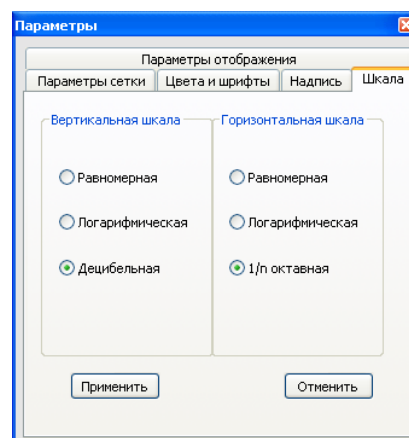 Параметры
Параметры отображения
Параметры сетки Цвета и шрифты Надпись Шкала
Вертикальная шкала Горизонтальная шкала
Равномерная Равномерная
Логарифмическая Логарифмическая
Децибельная 1/n октавная
Применить Отменить